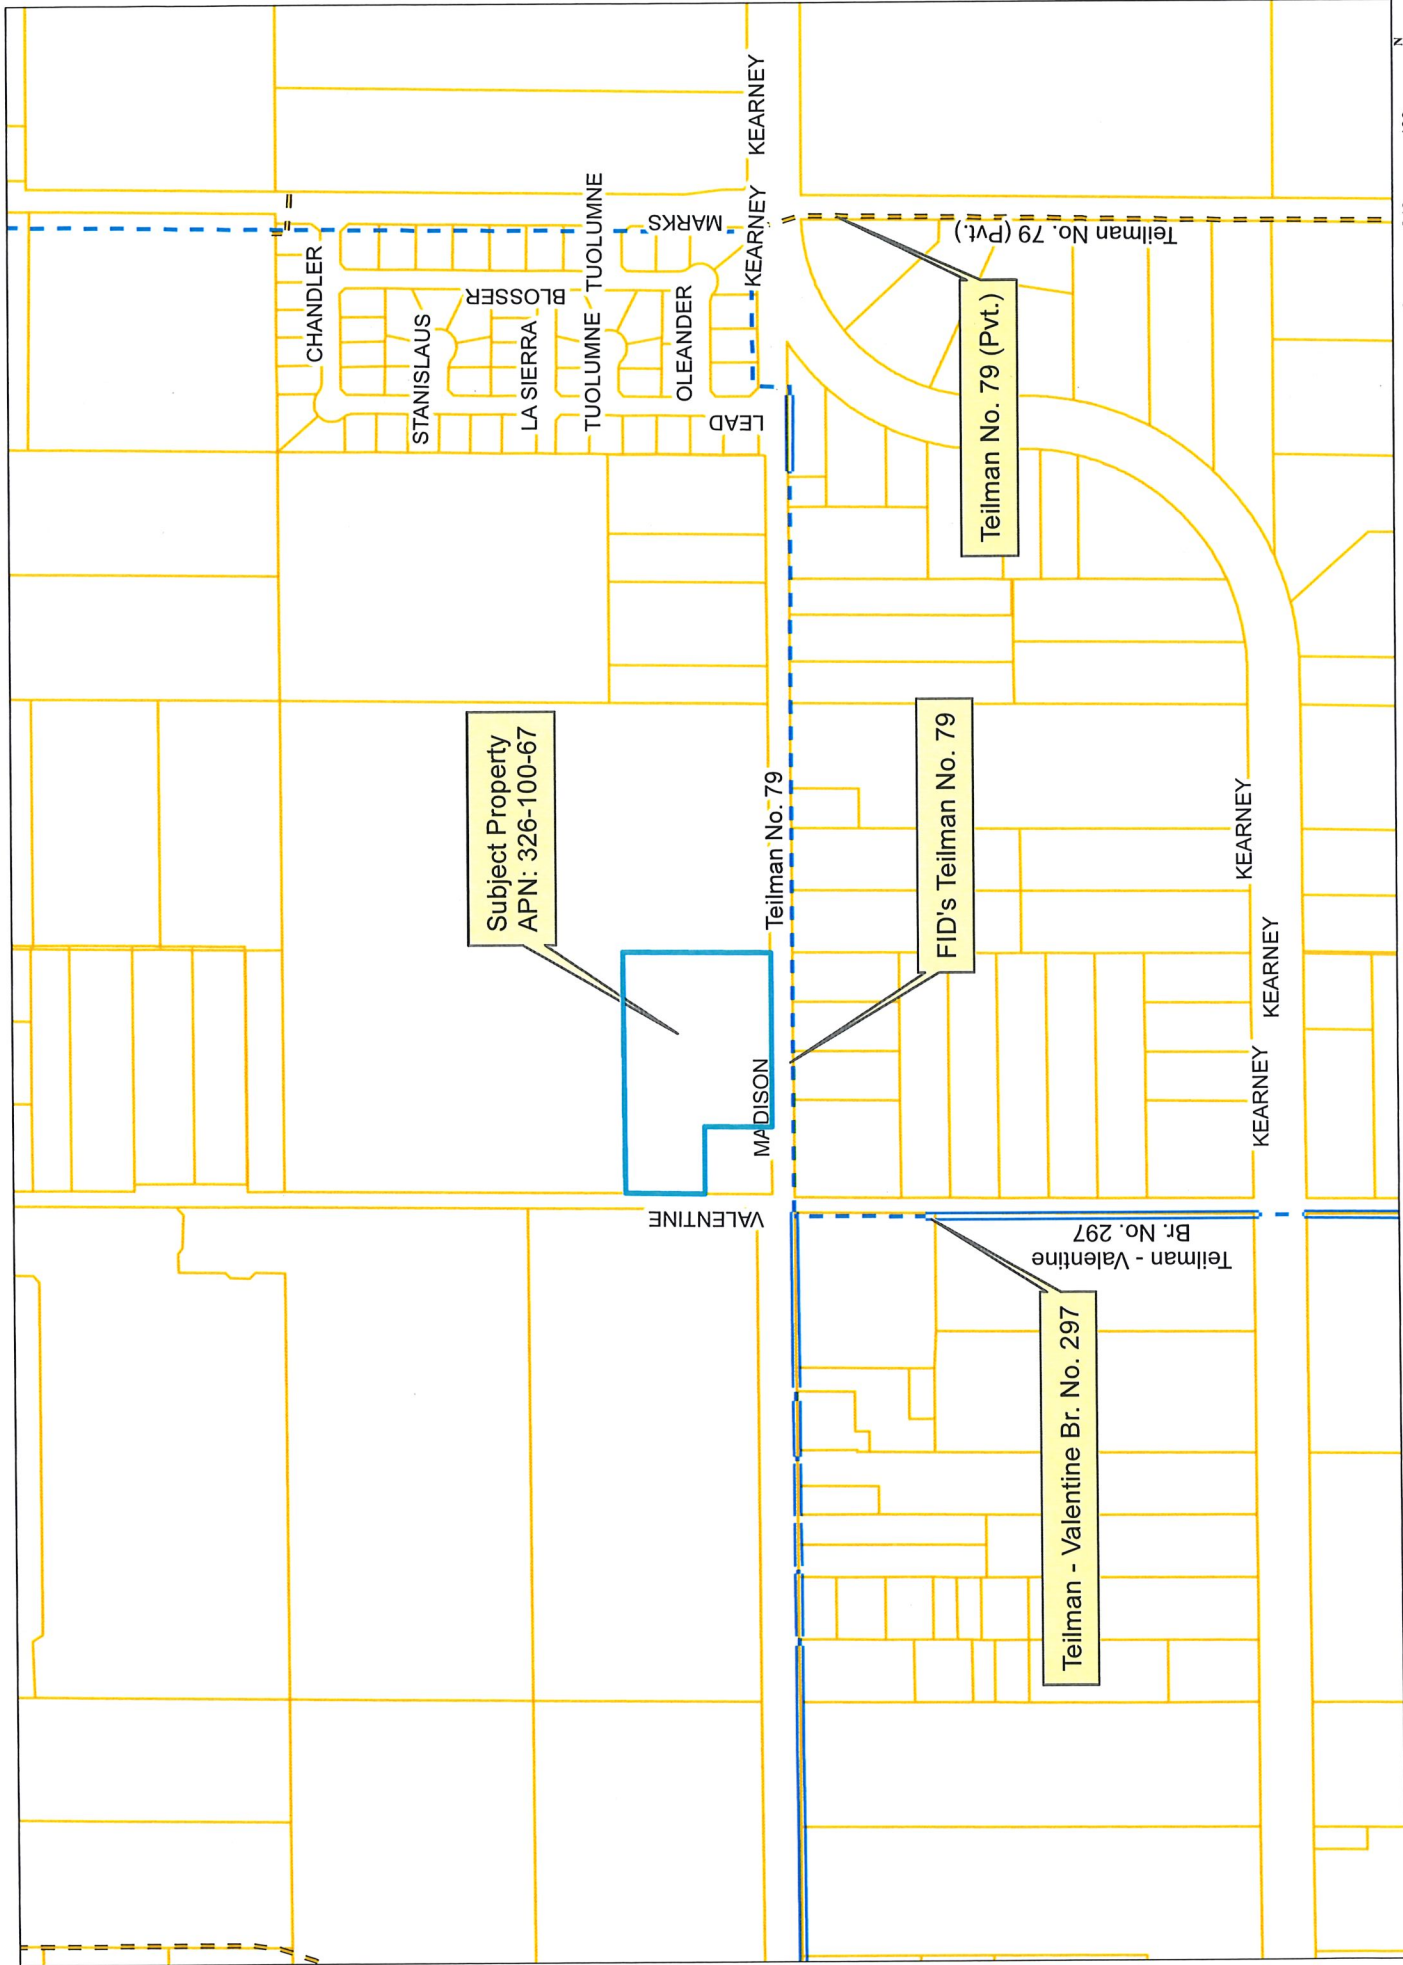 CHANDLER
STANISLAUS
BLOSSER
LA SIERRA
TUOLUMNE
TUOLUMNE
OLEANDER
LEAD
MARKS
KEARNEY
KEARNEY
Teilman No. 79 (Pvt.)
Teilman No. 79 (Pvt.)
Subject Property
APN: 326-100-67
Teilman No. 79
FID's Teilman No. 79
MADISON
VALENTINE
KEARNEY
KEARNEY
KEARNEY
Teilman - Valentine
Br. No. 297
Teilman - Valentine Br. No. 297
N